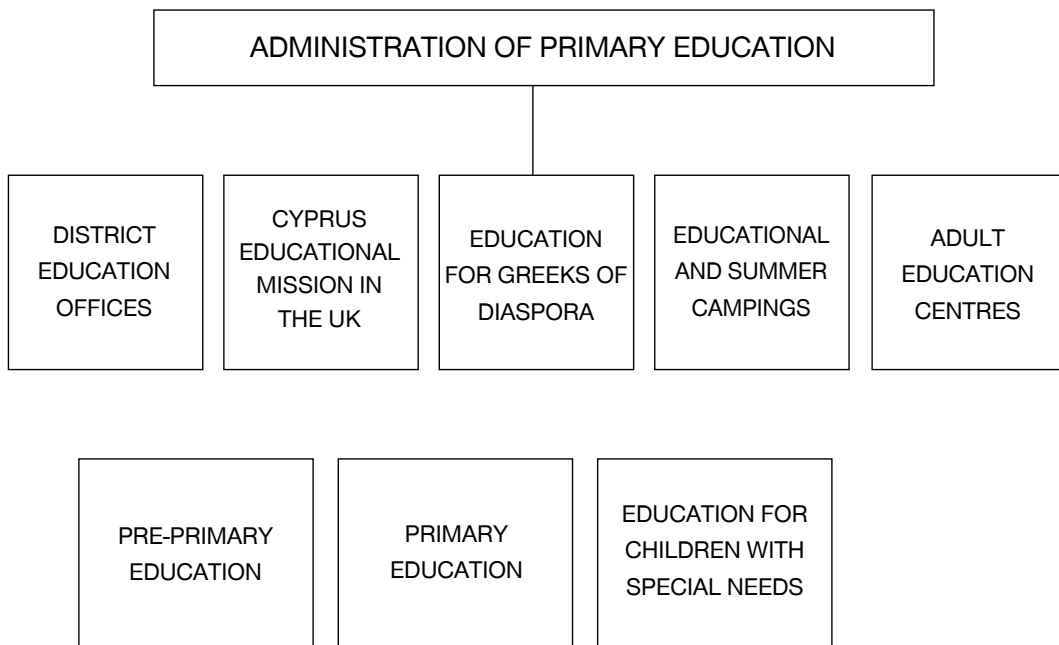 ADMINISTRATION OF PRIMARY EDUCATION
DISTRICT
EDUCATION
OFFICES
CYPRUS
EDUCATIONAL
MISSION IN
THE UK
EDUCATION
FOR GREEKS OF
DIASPORA
EDUCATIONAL
AND SUMMER
CAMPINGS
ADULT
EDUCATION
CENTRES
PRE-PRIMARY
EDUCATION
PRIMARY
EDUCATION
EDUCATION FOR
CHILDREN WITH
SPECIAL NEEDS